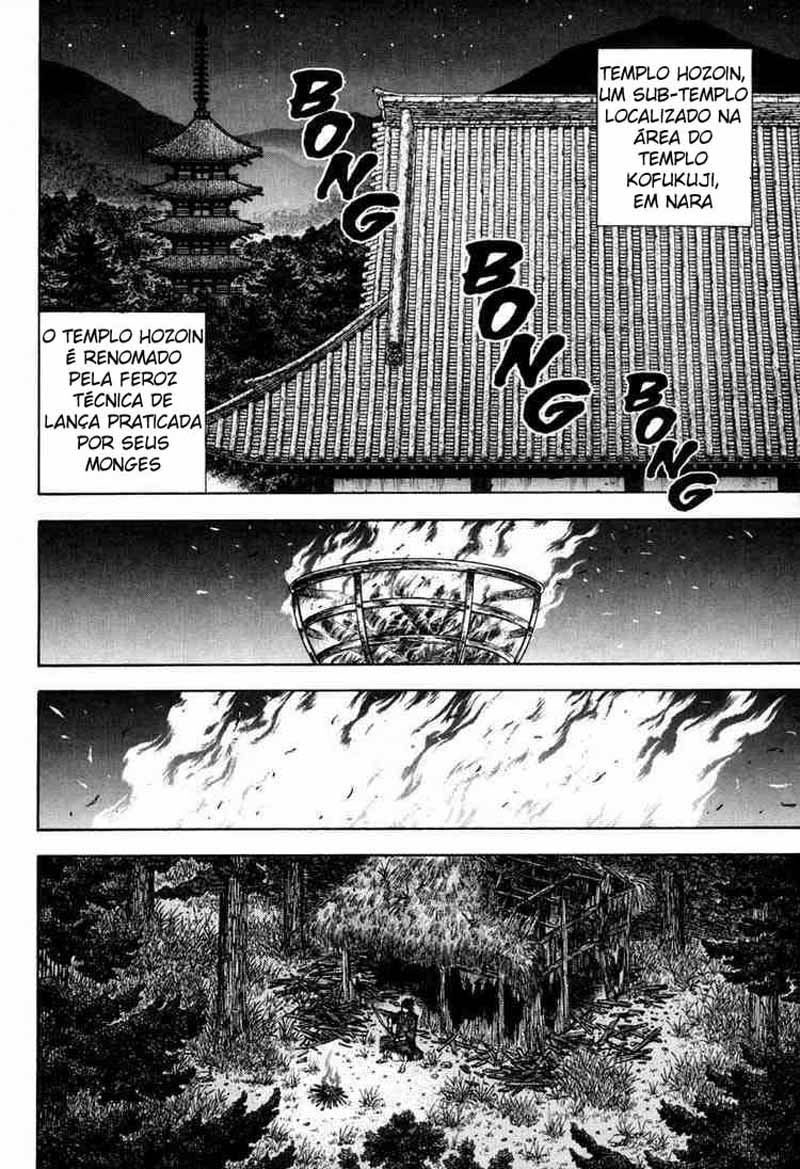 TEMPLO HOZOIN,
UM SUB-TEMPLO
LOCALIZADO NA
ÁREA DO
TEMPLO
KOFUKUJI,
EM NARA
BONG
BONG
BONG
O TEMPLO HOZOIN
É RENOMADO
PELA FEROZ
TÉCNICA DE
LANÇA PRATICADA
POR SEUS
MONGES